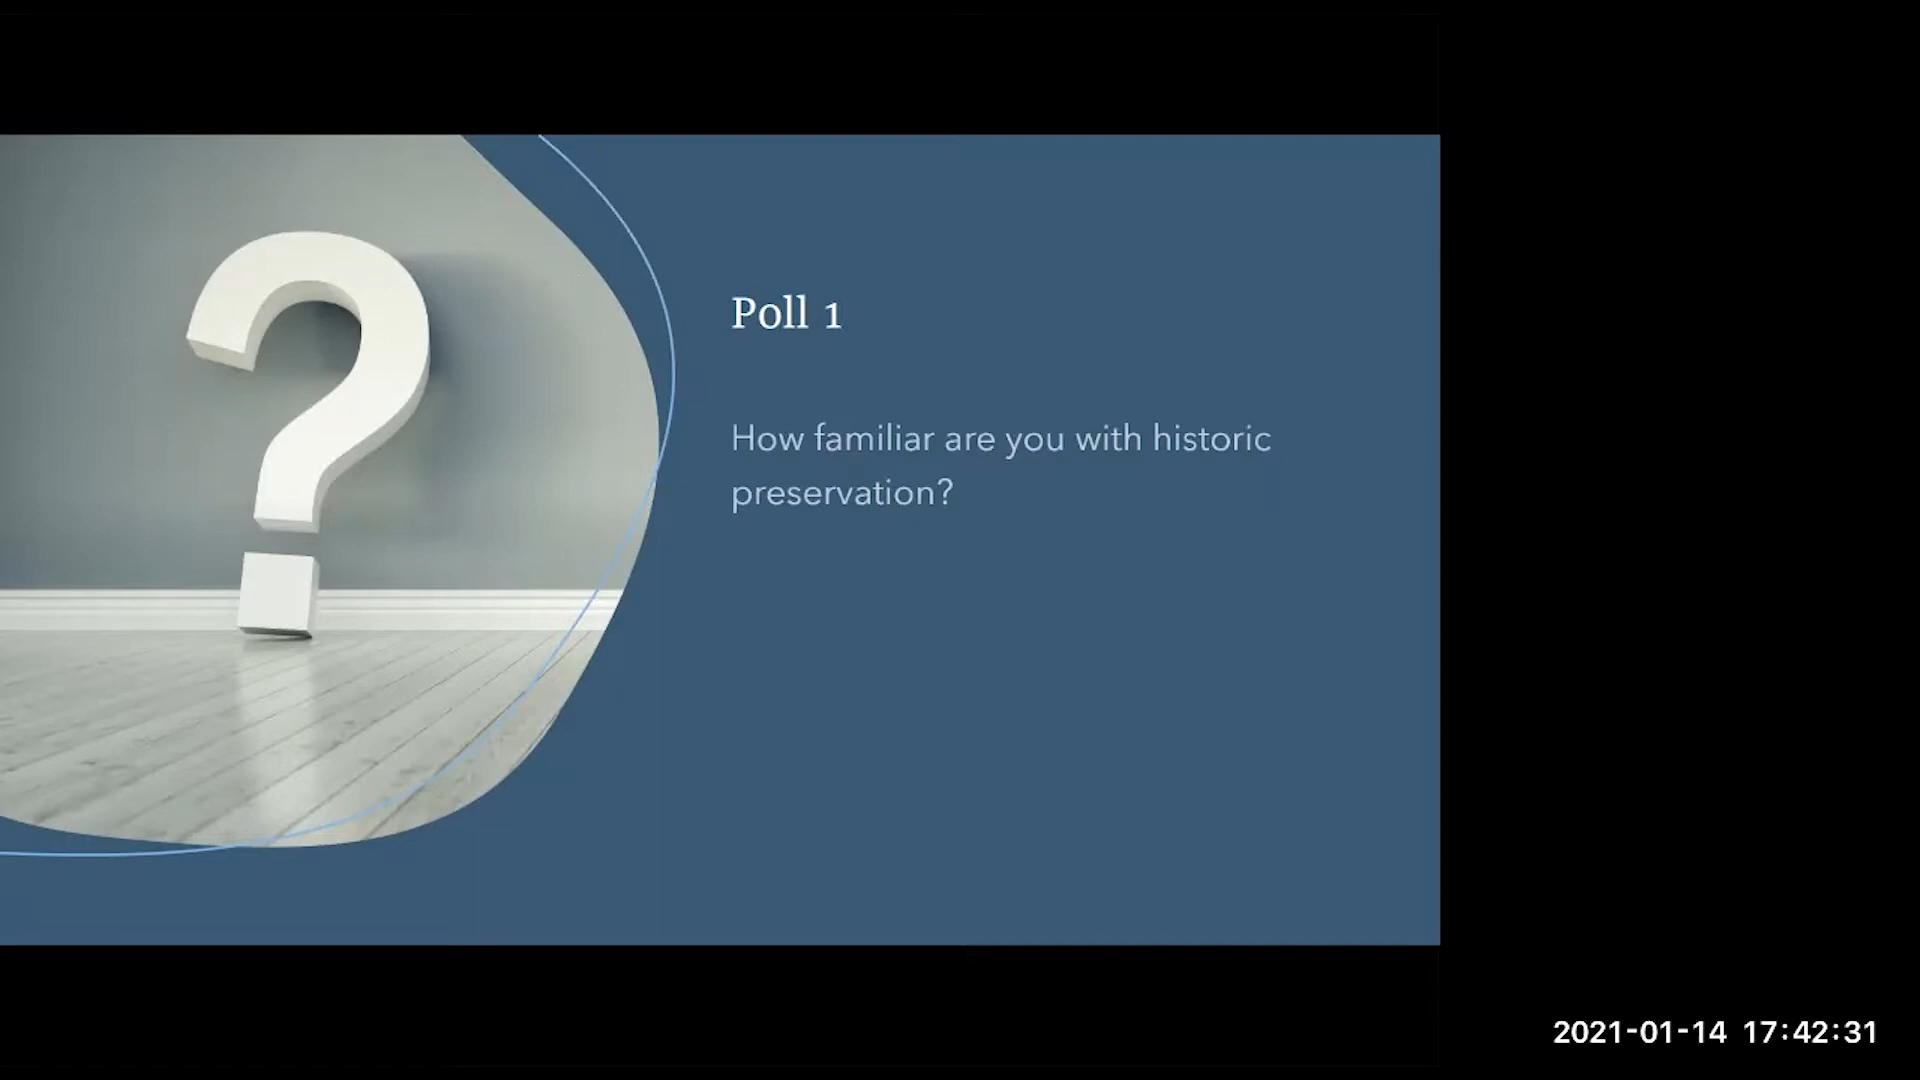 Poll 1
How familiar are you with historic
preservation?
2021-01-14 17:42:31